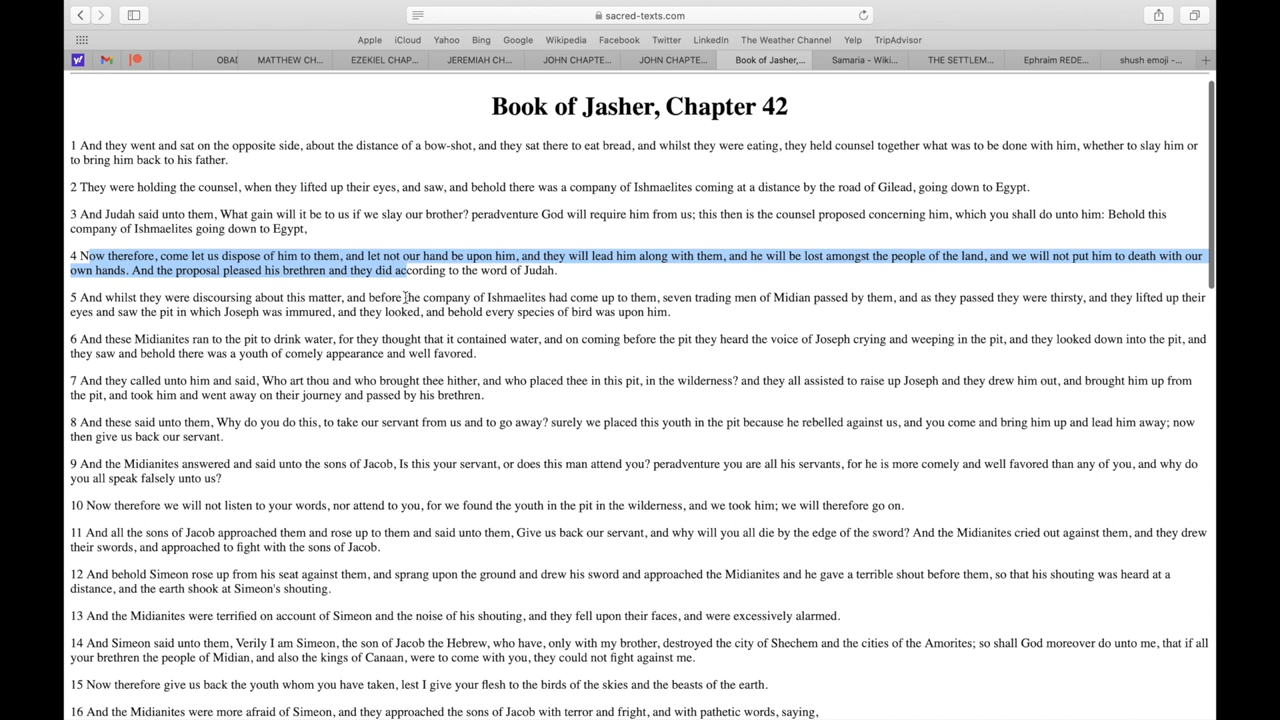 sacred-texts.com
Apple iCloud Yahoo Bing Google Wikipedia Facebook Twitter LinkedIn The Weather Channel Yelp TripAdvisor
OBAD MATTHEW CH... EZEKIEL CHAP... JEREMIAH CH... JOHN CHAPTE... JOHN CHAPTE... Book of Jasher,... Samaria - Wiki... THE SETTLEM... Ephraim REDE... shush emoji -...
Book of Jasher, Chapter 42
1 And they went and sat on the opposite side, about the distance of a bow-shot, and they sat there to eat bread, and whilst they were eating, they held counsel together what was to be done with him, whether to slay him or
to bring him back to his father.
2 They were holding the counsel, when they lifted up their eyes, and saw, and behold there was a company of Ishmaelites coming at a distance by the road of Gilead, going down to Egypt.
3 And Judah said unto them, What gain will it be to us if we slay our brother? peradventure God will require him from us; this then is the counsel proposed concerning him, which you shall do unto him: Behold this
company of Ishmaelites going down to Egypt,
4 Now therefore, come let us dispose of him to them, and let not our hand be upon him, and they will lead him along with them, and he will be lost amongst the people of the land, and we will not put him to death with our
own hands. And the proposal pleased his brethren and they did according to the word of Judah.
5 And whilst they were discoursing about this matter, and before the company of Ishmaelites had come up to them, seven trading men of Midian passed by them, and as they passed they were thirsty, and they lifted up their
eyes and saw the pit in which Joseph was immured, and they looked, and behold every species of bird was upon him.
6 And these Midianites ran to the pit to drink water, for they thought that it contained water, and on coming before the pit they heard the voice of Joseph crying and weeping in the pit, and they looked down into the pit, and
they saw and behold there was a youth of comely appearance and well favored.
7 And they called unto him and said, Who art thou and who brought thee hither, and who placed thee in this pit, in the wilderness? and they all assisted to raise up Joseph and they drew him out, and brought him up from
the pit, and took him and went away on their journey and passed by his brethren.
8 And these said unto them, Why do you do this, to take our servant from us and to go away? surely we placed this youth in the pit because he rebelled against us, and you come and bring him up and lead him away; now
then give us back our servant.
9 And the Midianites answered and said unto the sons of Jacob, Is this your servant, or does this man attend you? peradventure you are all his servants, for he is more comely and well favored than any of you, and why do
you all speak falsely unto us?
10 Now therefore we will not listen to your words, nor attend to you, for we found the youth in the pit in the wilderness, and we took him; we will therefore go on.
11 And all the sons of Jacob approached them and rose up to them and said unto them, Give us back our servant, and why will you all die by the edge of the sword? And the Midianites cried out against them, and they drew
their swords, and approached to fight with the sons of Jacob.
12 And behold Simeon rose up from his seat against them, and sprang upon the ground and drew his sword and approached the Midianites and he gave a terrible shout before them, so that his shouting was heard at a
distance, and the earth shook at Simeon's shouting.
13 And the Midianites were terrified on account of Simeon and the noise of his shouting, and they fell upon their faces, and were excessively alarmed.
14 And Simeon said unto them, Verily I am Simeon, the son of Jacob the Hebrew, who have, only with my brother, destroyed the city of Shechem and the cities of the Amorites; so shall God moreover do unto me, that if all
your brethren the people of Midian, and also the kings of Canaan, were to come with you, they could not fight against me.
15 Now therefore give us back the youth whom you have taken, lest I give your flesh to the birds of the skies and the beasts of the earth.
16 And the Midianites were more afraid of Simeon, and they approached the sons of Jacob with terror and fright, and with pathetic words, saying,